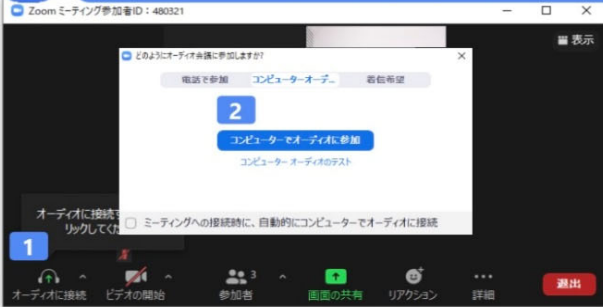 Zoom ミーティング参加者ID：480321
表示
どのようにオーディオ会議に参加しますか?
電話で参加
コンピューターオーデ...
着信希望
2
コンピューターでオーディオに参加
コンピューター オーディオのテスト
ミーティングへの接続時に、自動的にコンピューターでオーディオに接続
オーディオに接続す
リックしてくだ
1
オーディオに接続
ビデオの開始
参加者
3
画面の共有
リアクション
詳細
退出